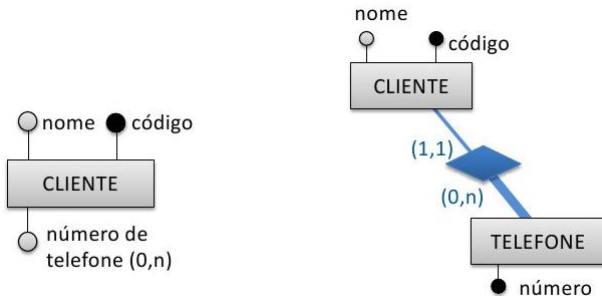 nome
código
CLIENTE
número de
telefone (0,n)
nome
código
CLIENTE
(1,1)
(0,n)
TELEFONE
número